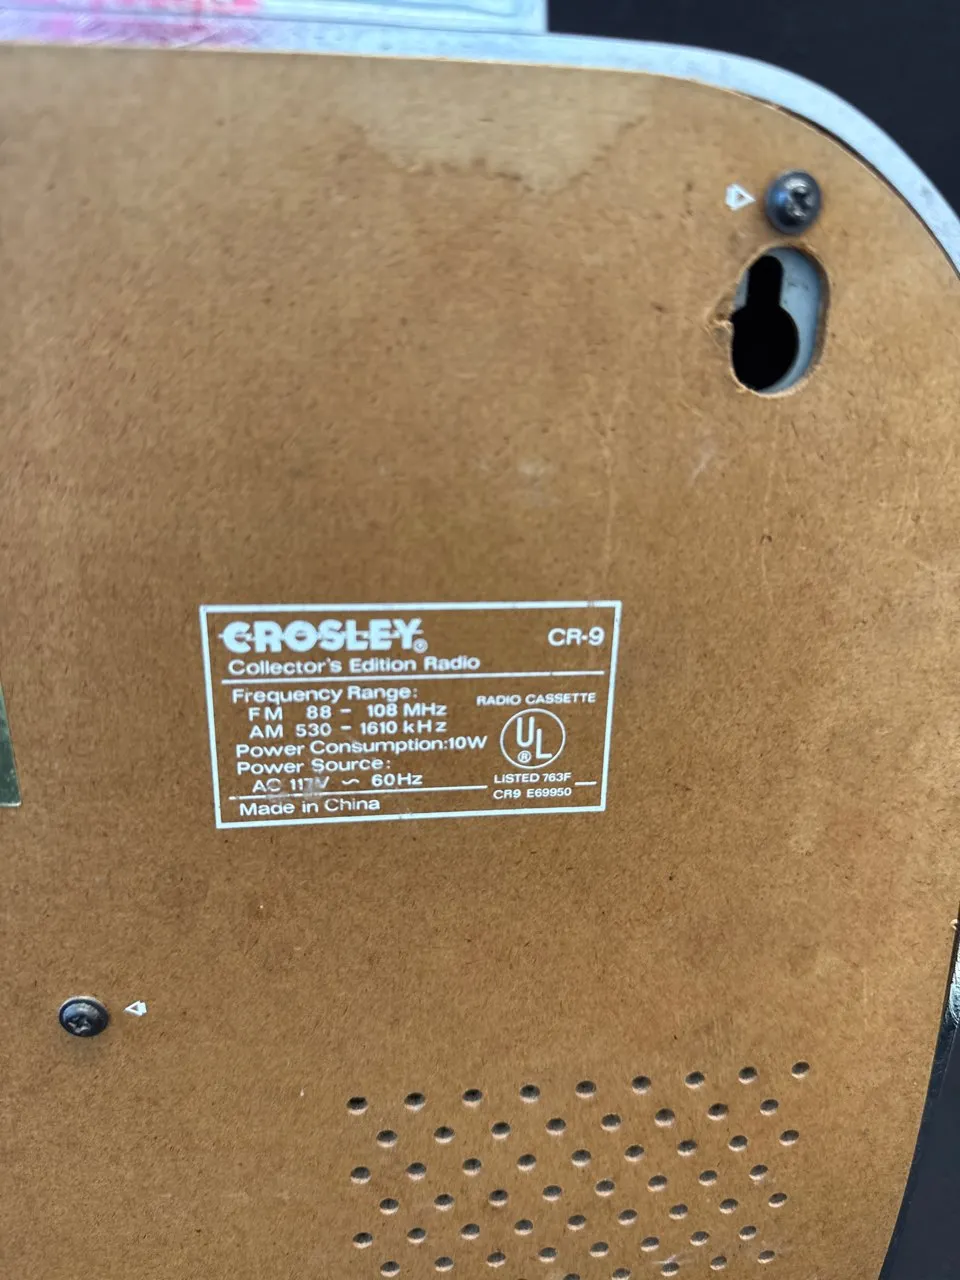 CROSLEY® CR-9
Collector's Edition Radio
Frequency Range:
FM 88 - 108 MHz
AM 530 - 1610 kHz
Power Consumption:10W
Power Source:
AC 117V ~ 60Hz
Made in China
RADIO CASSETTE
UL ®
LISTED 763F
CR9 E69950